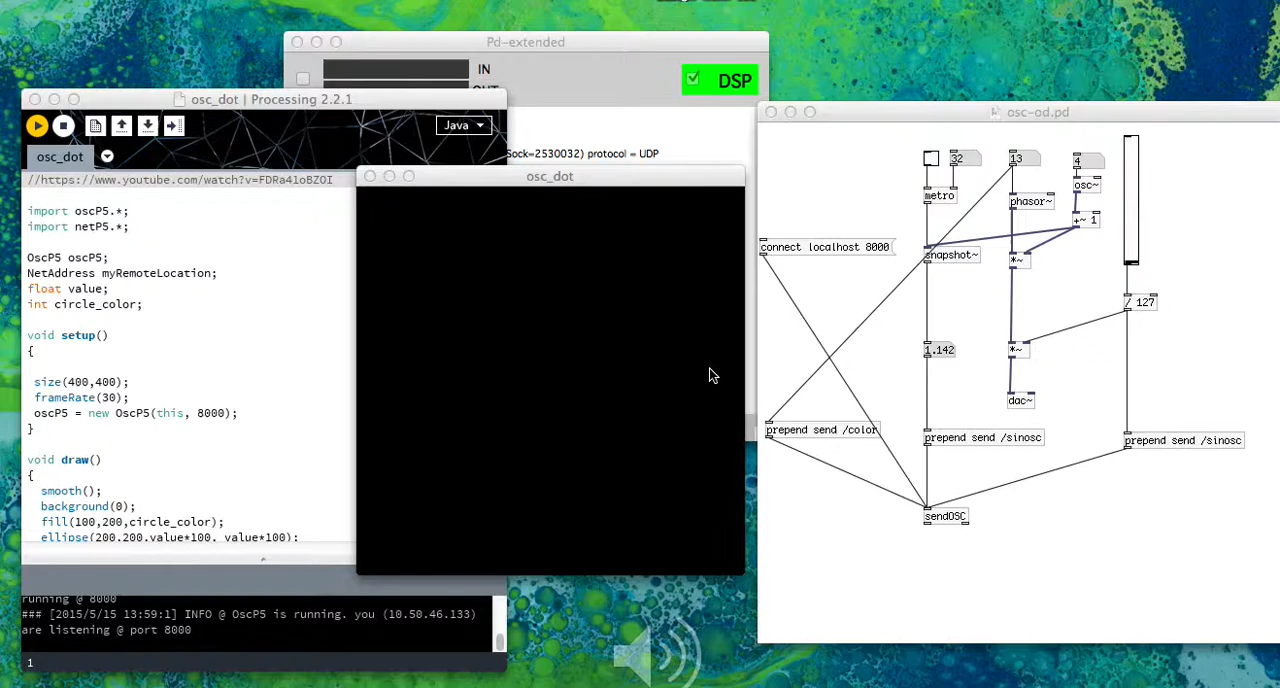 Pd-extended
IN
OUT
DSP
Sock=2530032) protocol = UDP
osc_dot | Processing 2.2.1
Java
osc_dot
//https://www.youtube.com/watch?v=FDRa4loBZOI
import oscP5.*;
import netP5.*;
OscP5 oscP5;
NetAddress myRemoteLocation;
float value;
int circle_color;
void setup()
{
size(400,400);
frameRate(30);
oscP5 = new OscP5(this, 8000);
}
void draw()
{
smooth();
background(0);
fill(100,200,circle_color);
ellipse(200,200,value*100, value*100);
running @ 8000
### [2015/5/15 13:59:1] INFO @ OscP5 is running. you (10.50.46.133)
are listening @ port 8000
1
osc_dot
osc-od.pd
32
13
4
metro
phasor~
osc~
+~ 1
connect localhost 8000
snapshot~
*~
/ 127
1.142
*~
dac~
prepend send /color
prepend send /sinosc
prepend send /sinosc
sendOSC